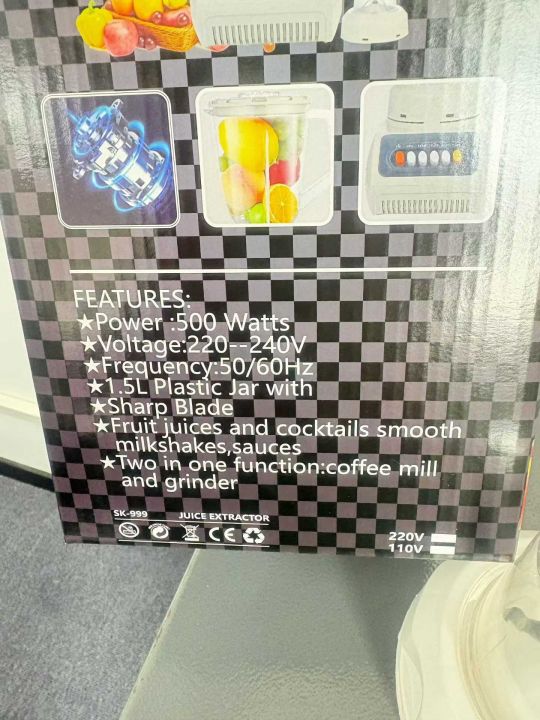 FEATURES:
★Power :500 Watts
★Voltage:220--240V
★Frequency:50/60Hz
★1.5L Plastic Jar with
★Sharp Blade
★Fruit juices and cocktails smooth
milkshakes,sauces
★Two in one function:coffee mill
and grinder
SK-999 JUICE EXTRACTOR
CE
220V
110V